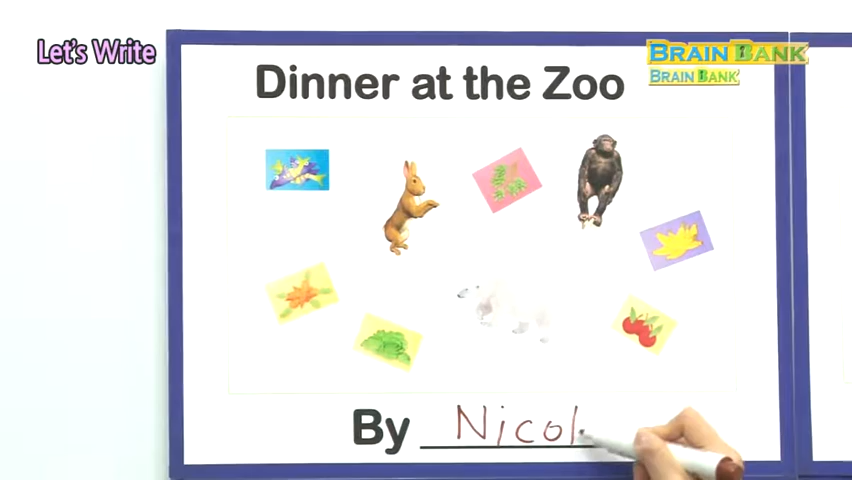 Let's Write
BRAIN BANK
BRAIN BANK
Dinner at the Zoo
By Nicol